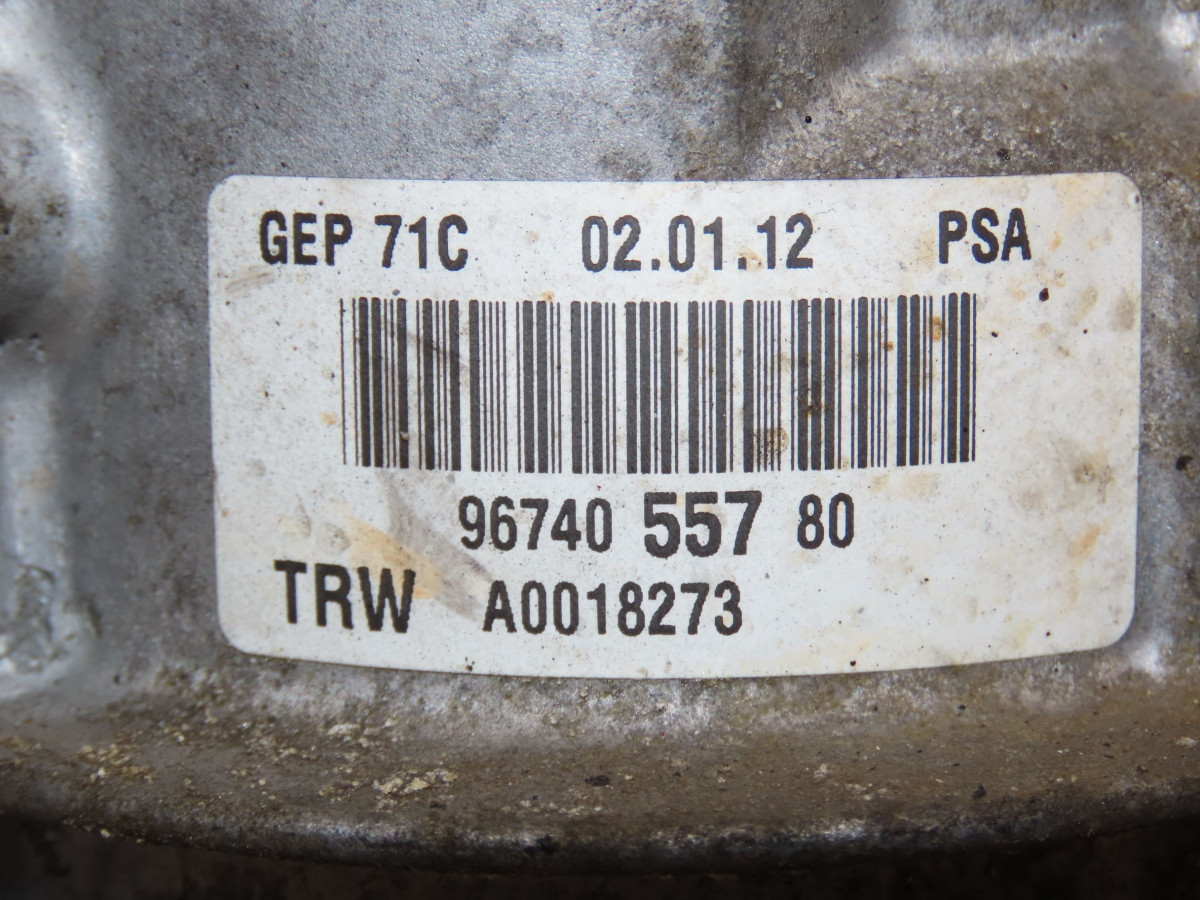 GEP 71C 02.01.12 PSA
96740 557 80
TRW A0018273